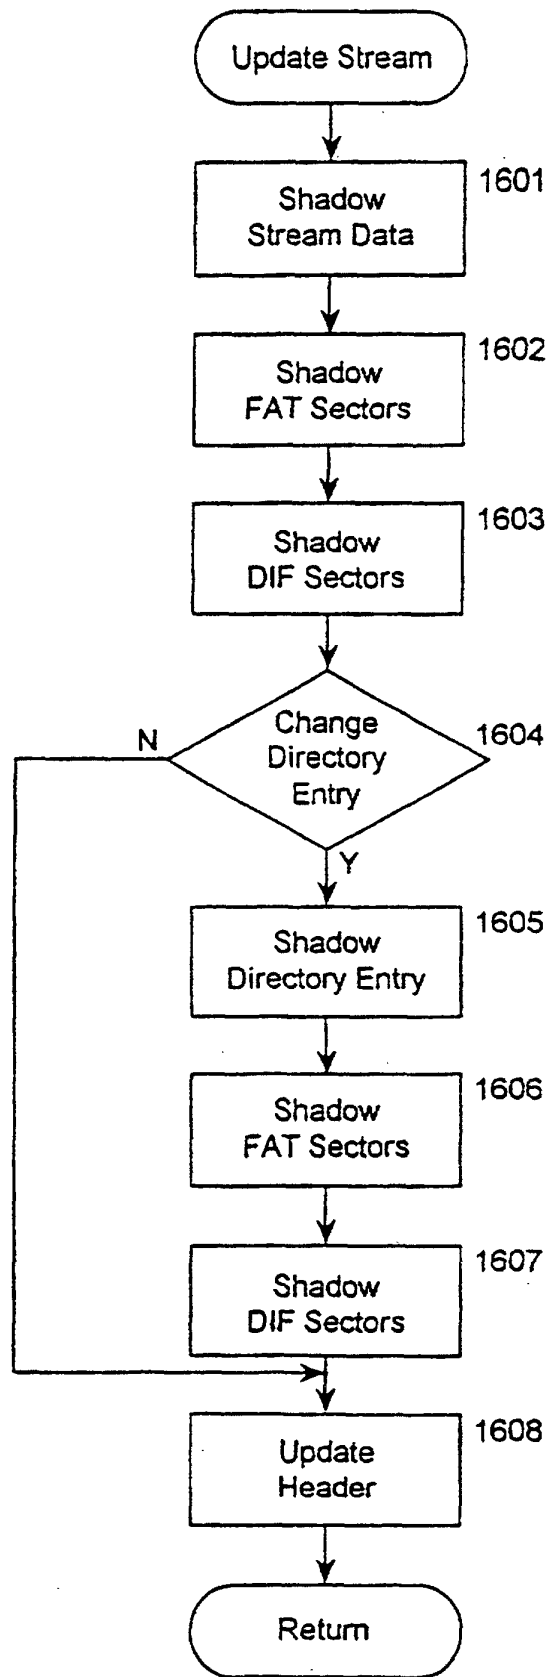 Update Stream
1601
Shadow
Stream Data
1602
Shadow
FAT Sectors
1603
Shadow
DIF Sectors
N
Change
Directory
Entry
1604
Y
1605
Shadow
Directory Entry
1606
Shadow
FAT Sectors
1607
Shadow
DIF Sectors
1608
Update
Header
Return